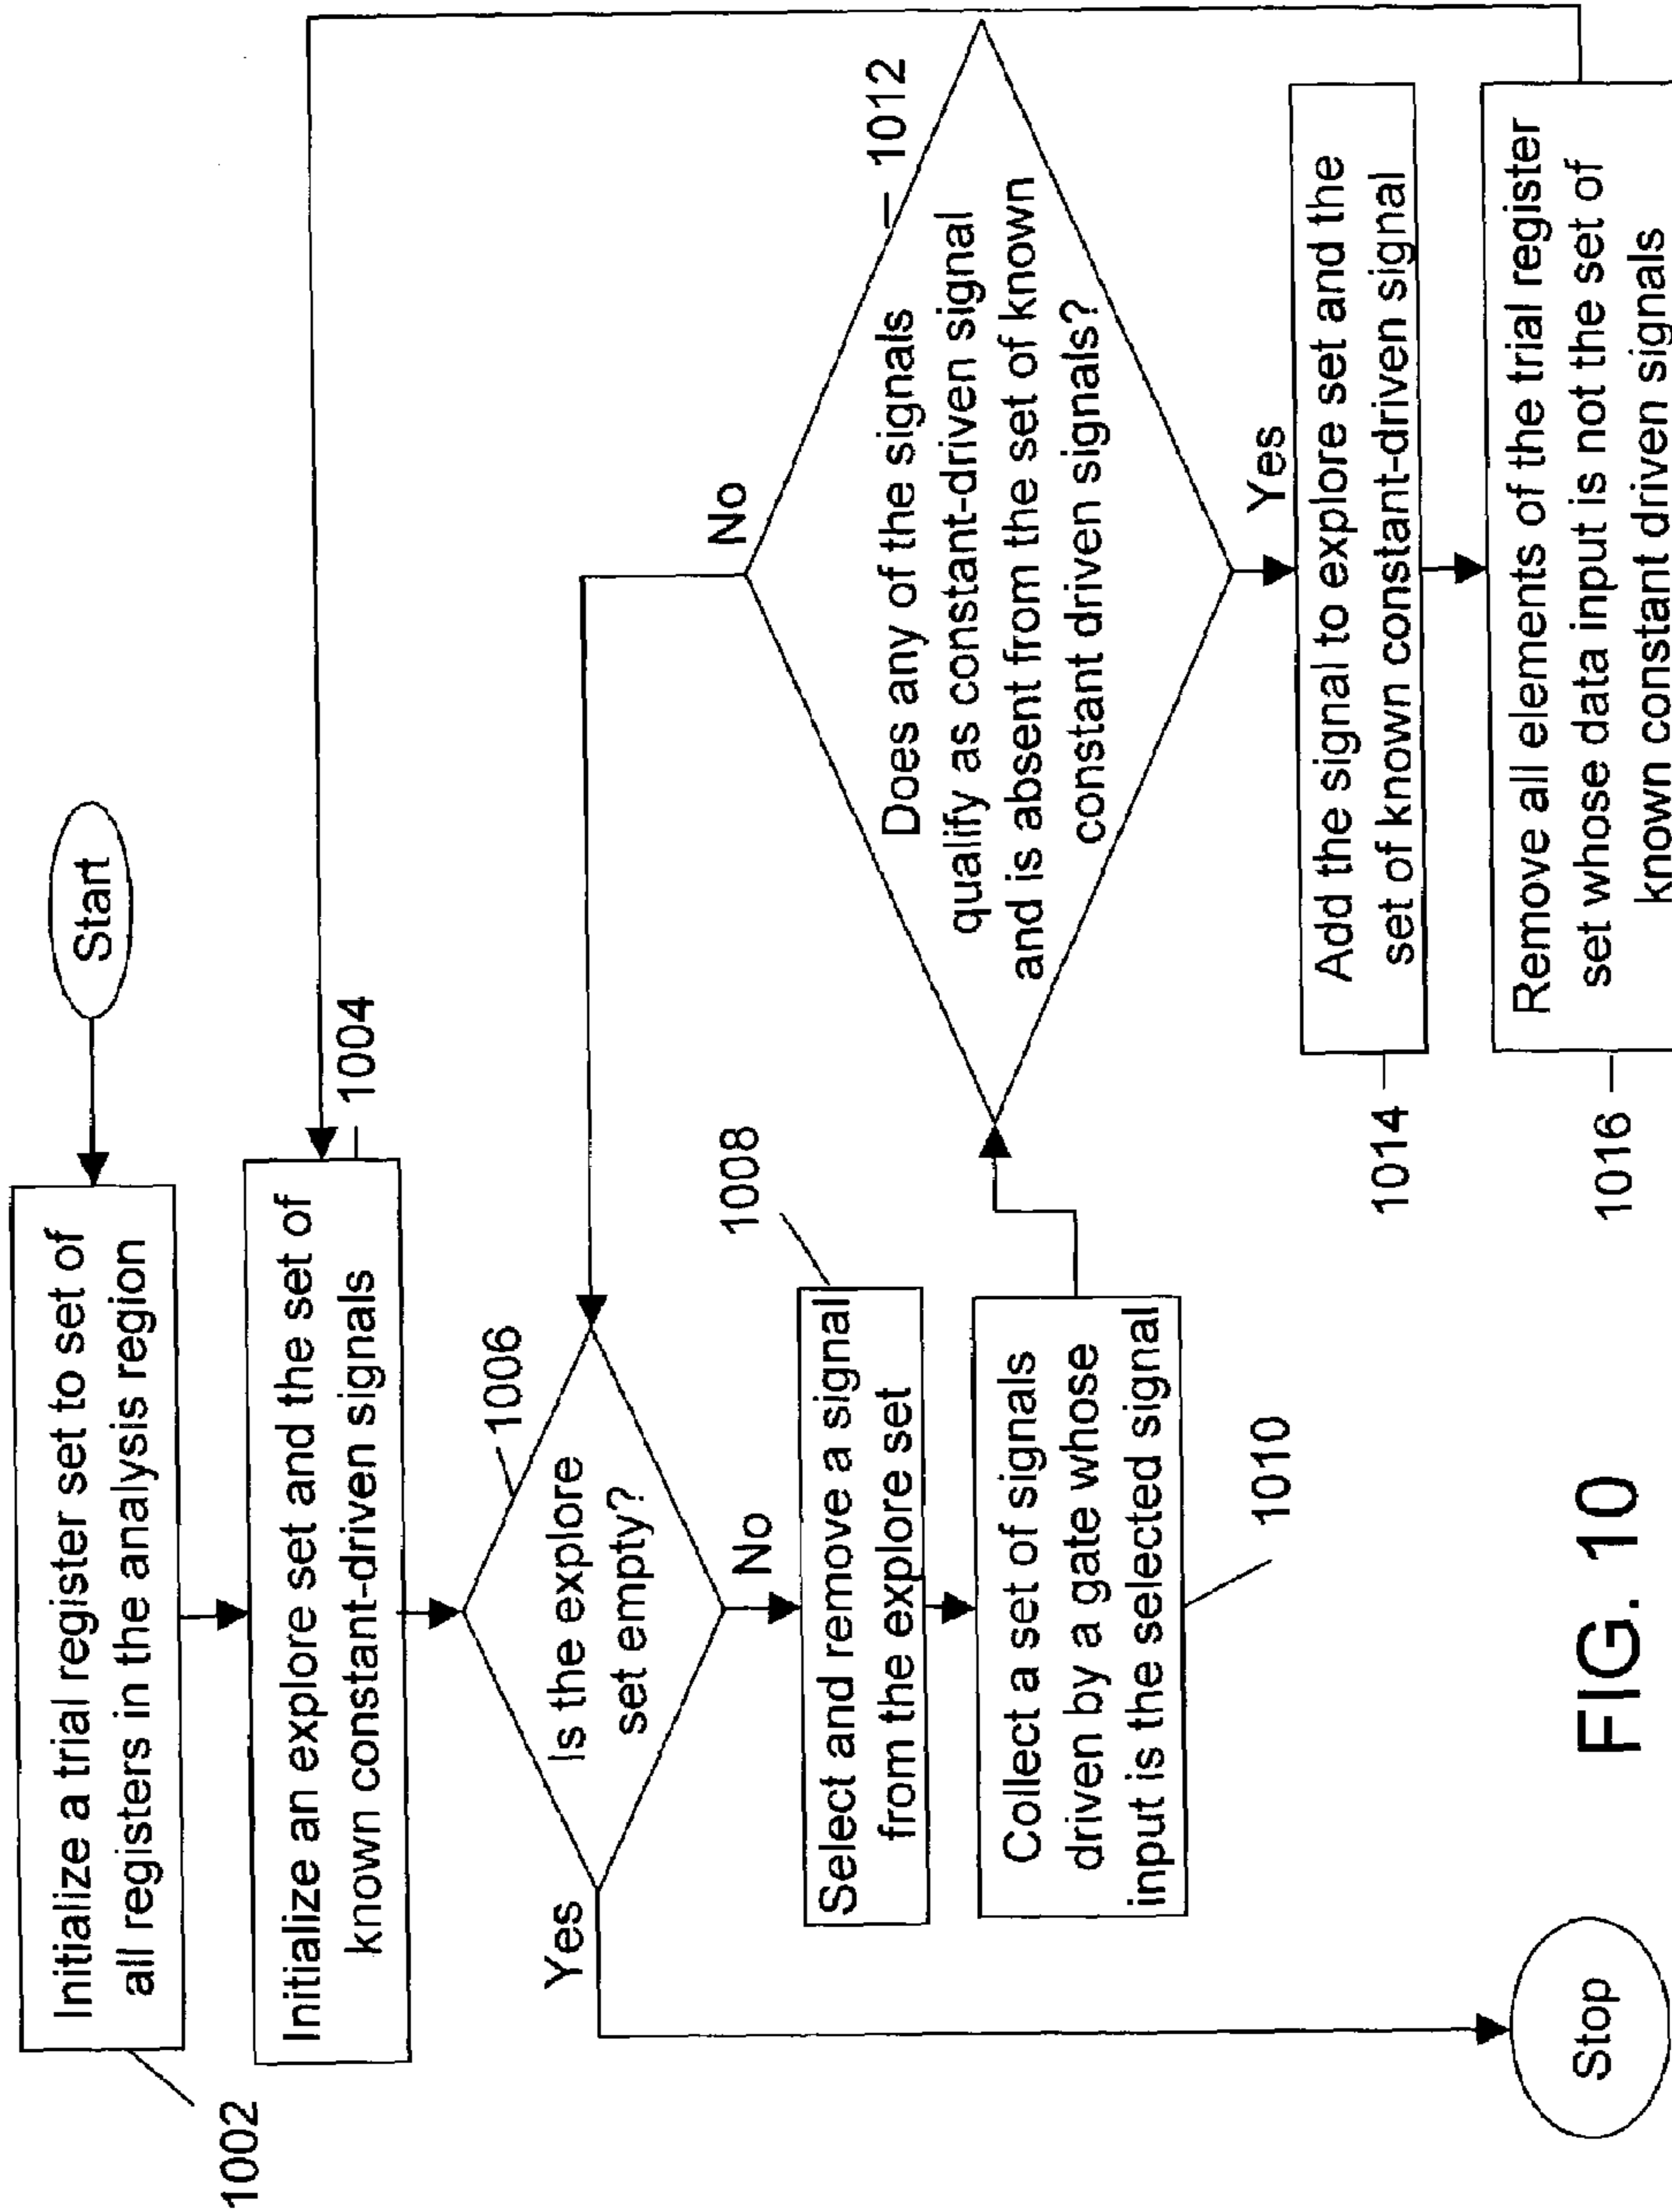 Start
Initialize a trial register set to set of
all registers in the analysis region
1002
Initialize an explore set and the set of
known constant-driven signals
1004
Is the explore
set empty?
1006
Yes
No
Select and remove a signal
from the explore set
1008
Collect a set of signals
driven by a gate whose
input is the selected signal
1010
Does any of the signals
qualify as constant-driven signal
and is absent from the set of known
constant driven signals?
1012
No
Yes
Add the signal to explore set and the
set of known constant-driven signal
1014
Remove all elements of the trial register
set whose data input is not the set of
known constant driven signals
1016
Stop
FIG. 10